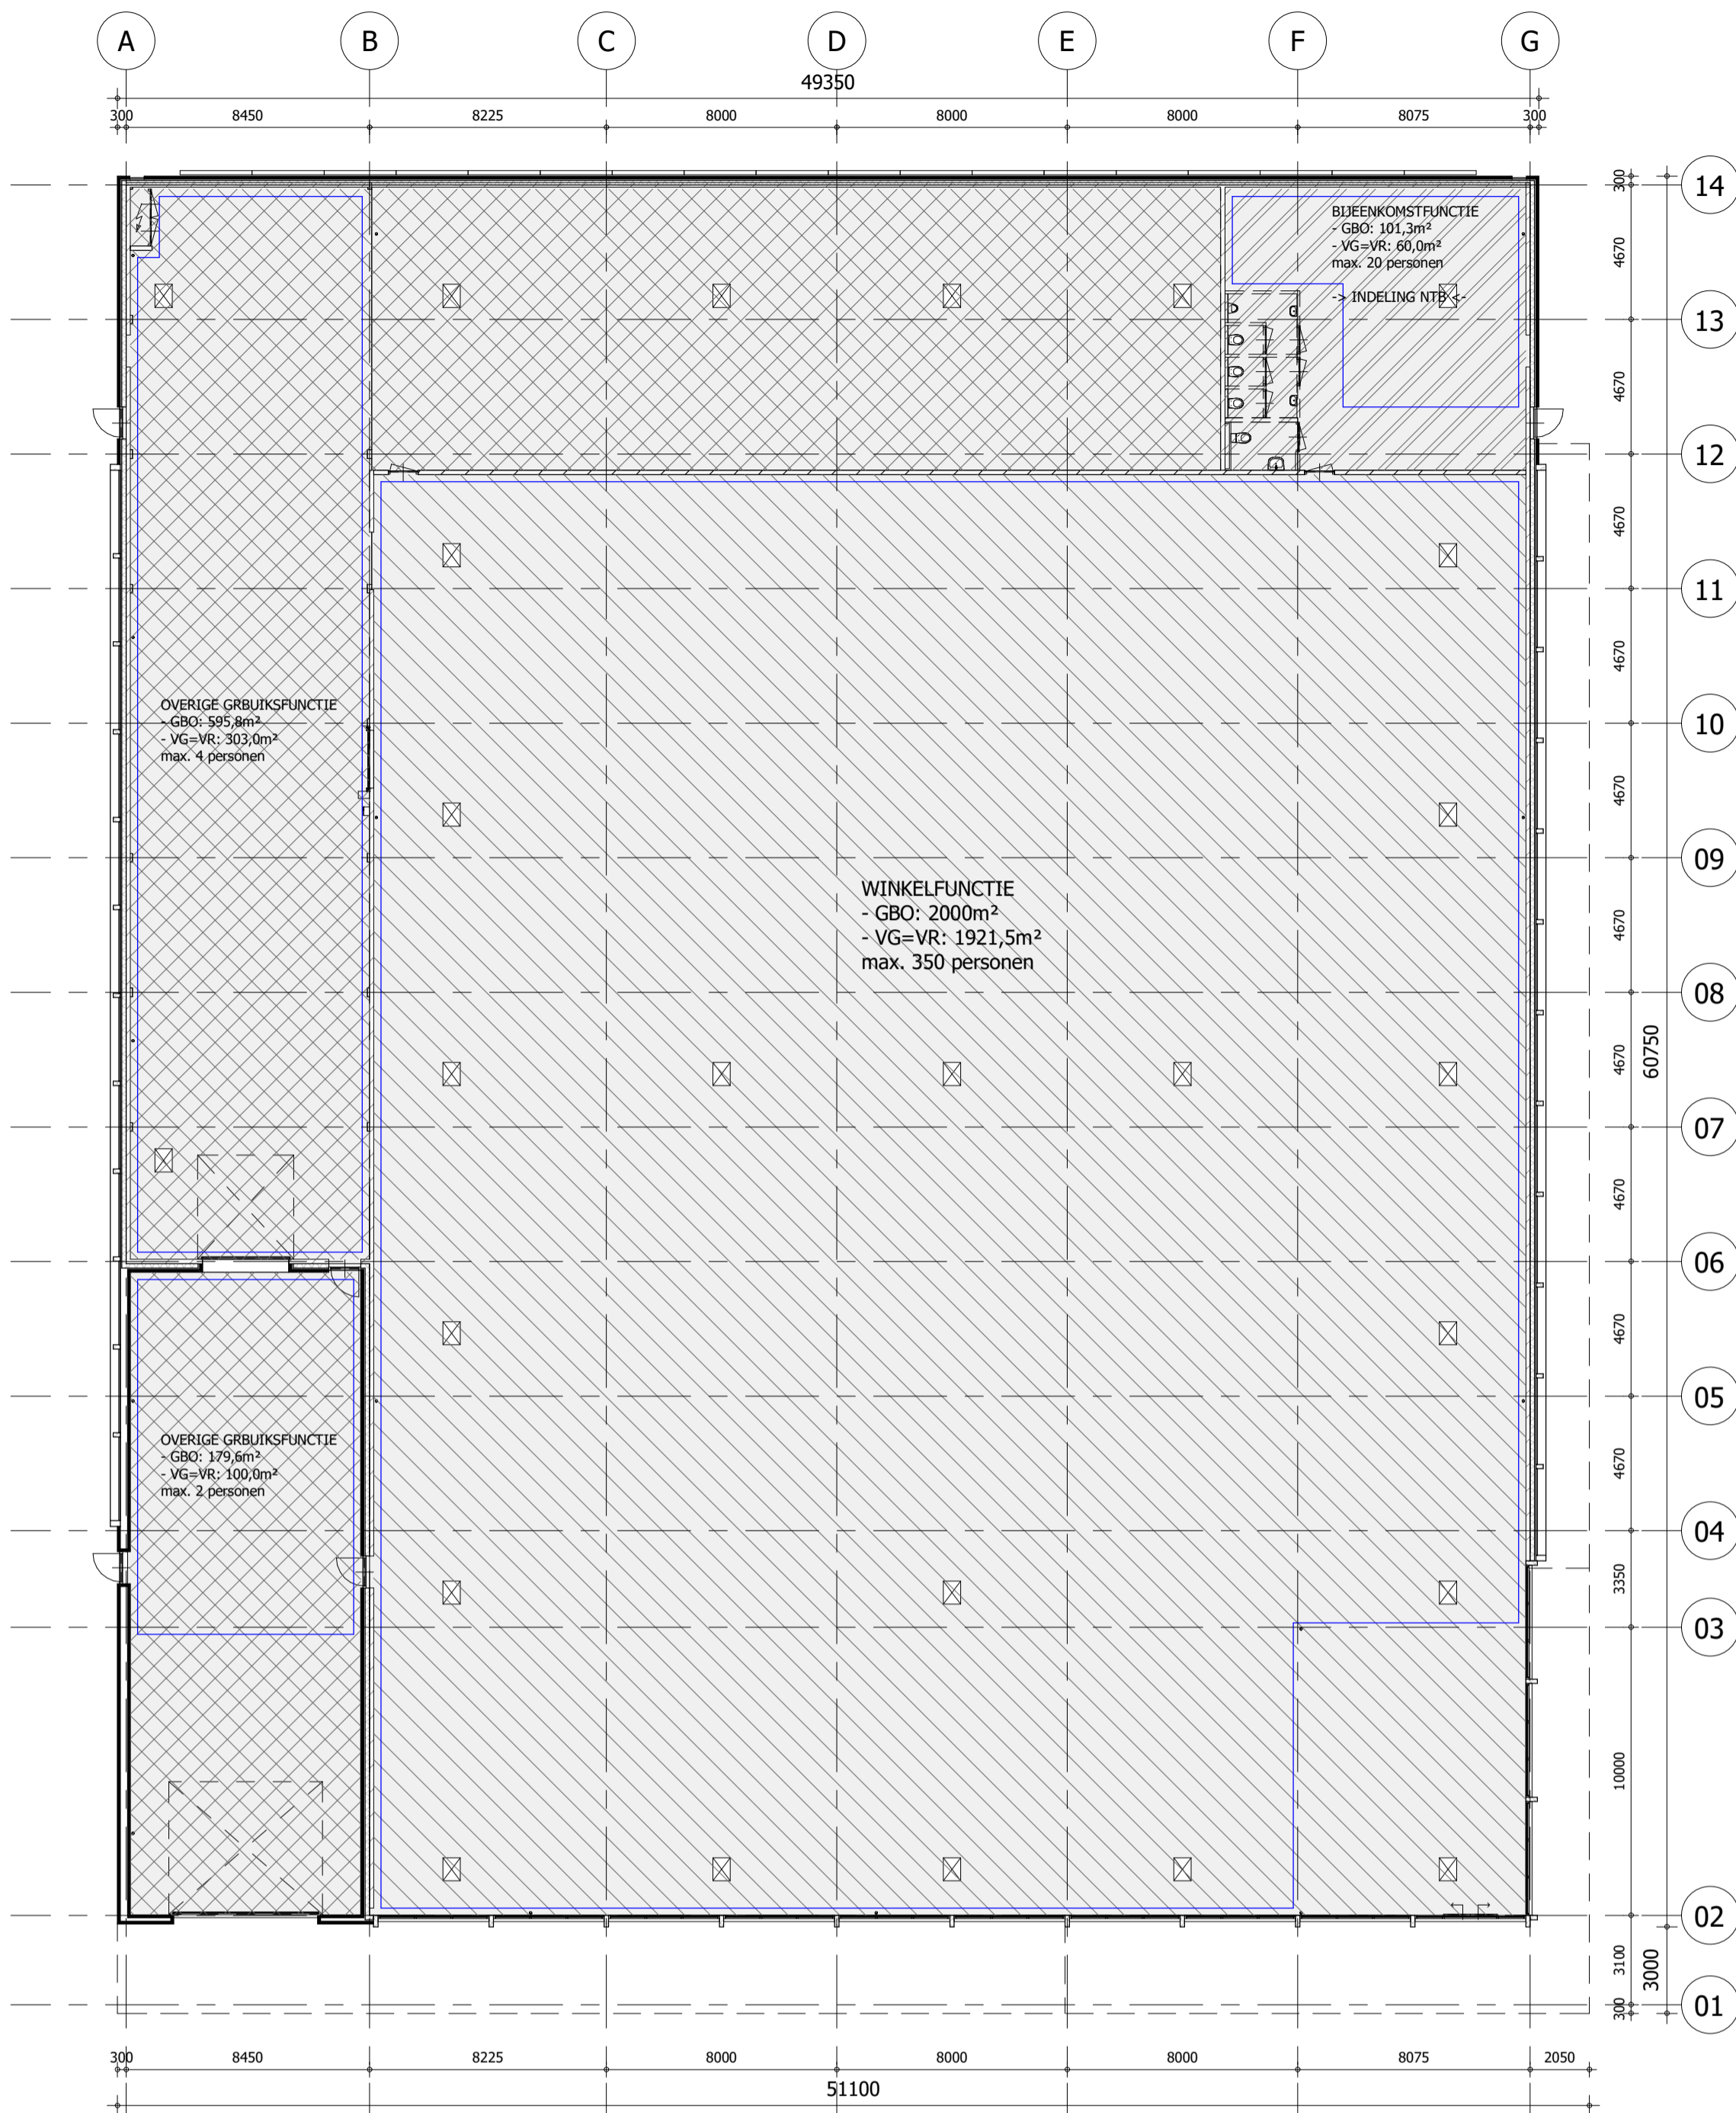 A B C D E F G
49350
300 8450 8225 8000 8000 8000 8075 300
14
300
BIJEENKOMSTFUNCTIE
- GBO: 101,3m²
- VG=VR: 60,0m²
max. 20 personen
-> INDELING NTB <-
4670
13
4670
12
4670
11
4670
OVERIGE GRBUIKSFUNCTIE
- GBO: 595,8m²
- VG=VR: 303,0m²
max. 4 personen
10
4670
09
WINKELFUNCTIE
- GBO: 2000m²
- VG=VR: 1921,5m²
max. 350 personen
4670
08
4670
60750
07
4670
06
4670
05
OVERIGE GRBUIKSFUNCTIE
- GBO: 179,6m²
- VG=VR: 100,0m²
max. 2 personen
4670
04
3350
03
10000
02
3100
3000
300
01
300 8450 8225 8000 8000 8000 8075 2050
51100